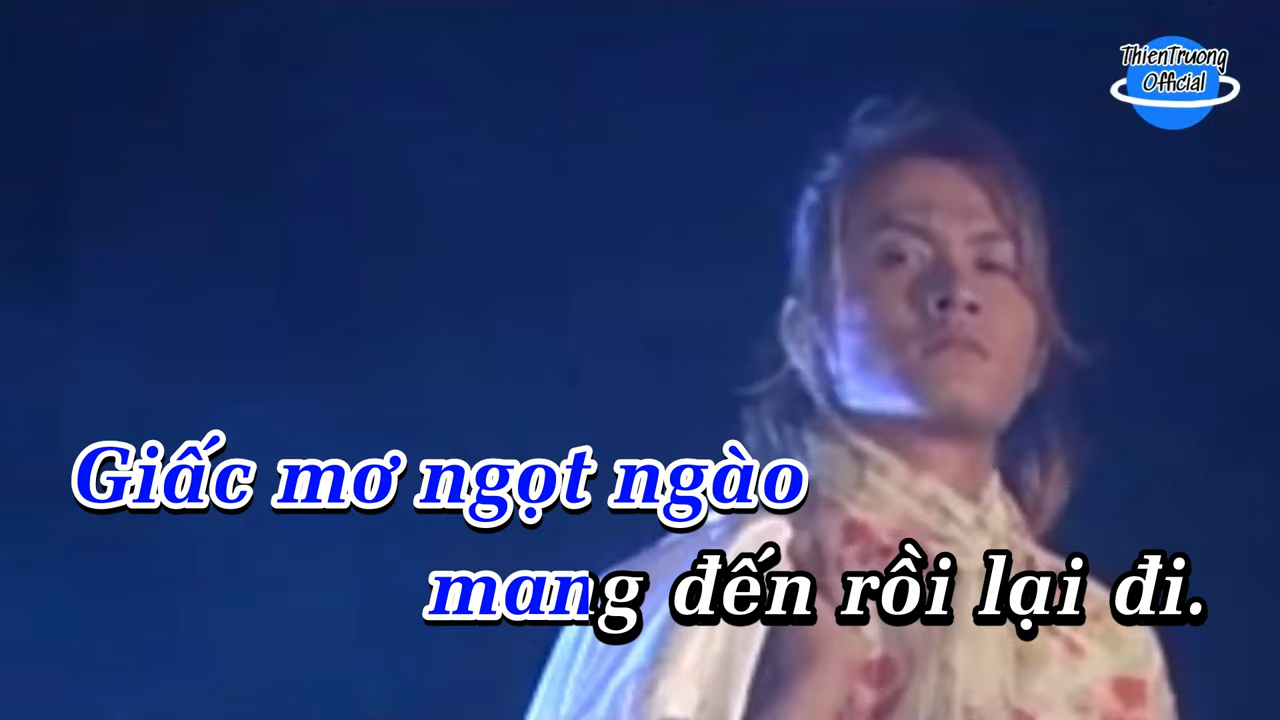 ThienTruong
Official
Giấc mơ ngọt ngào
mang đến rồi lại đi.